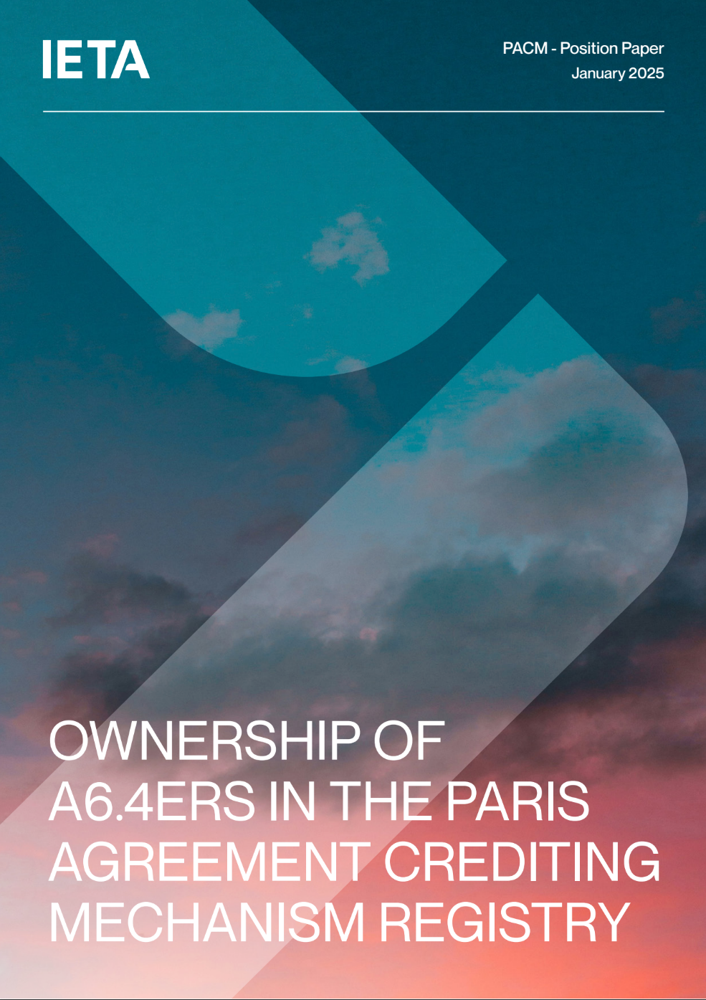 IETA
PACM - Position Paper
January 2025
OWNERSHIP OF
A6.4ERS IN THE PARIS
AGREEMENT CREDITING
MECHANISM REGISTRY